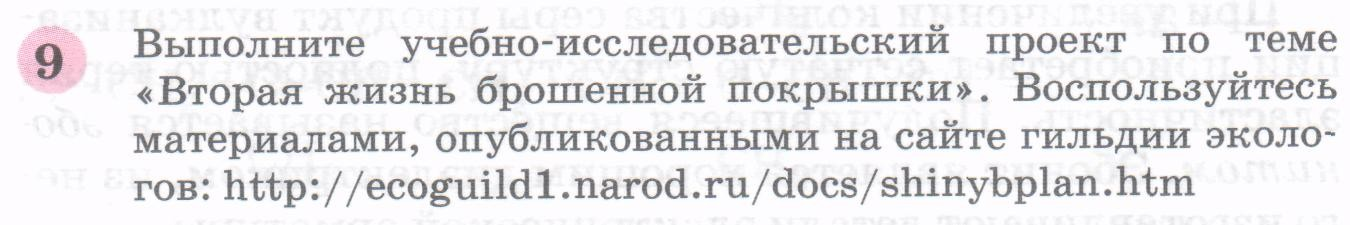 9 Выполните учебно-исследовательский проект по теме
«Вторая жизнь брошенной покрышки». Воспользуйтесь
материалами, опубликованными на сайте гильдии эколо-
гов: http://ecoguild1.narod.ru/docs/shinybplan.htm